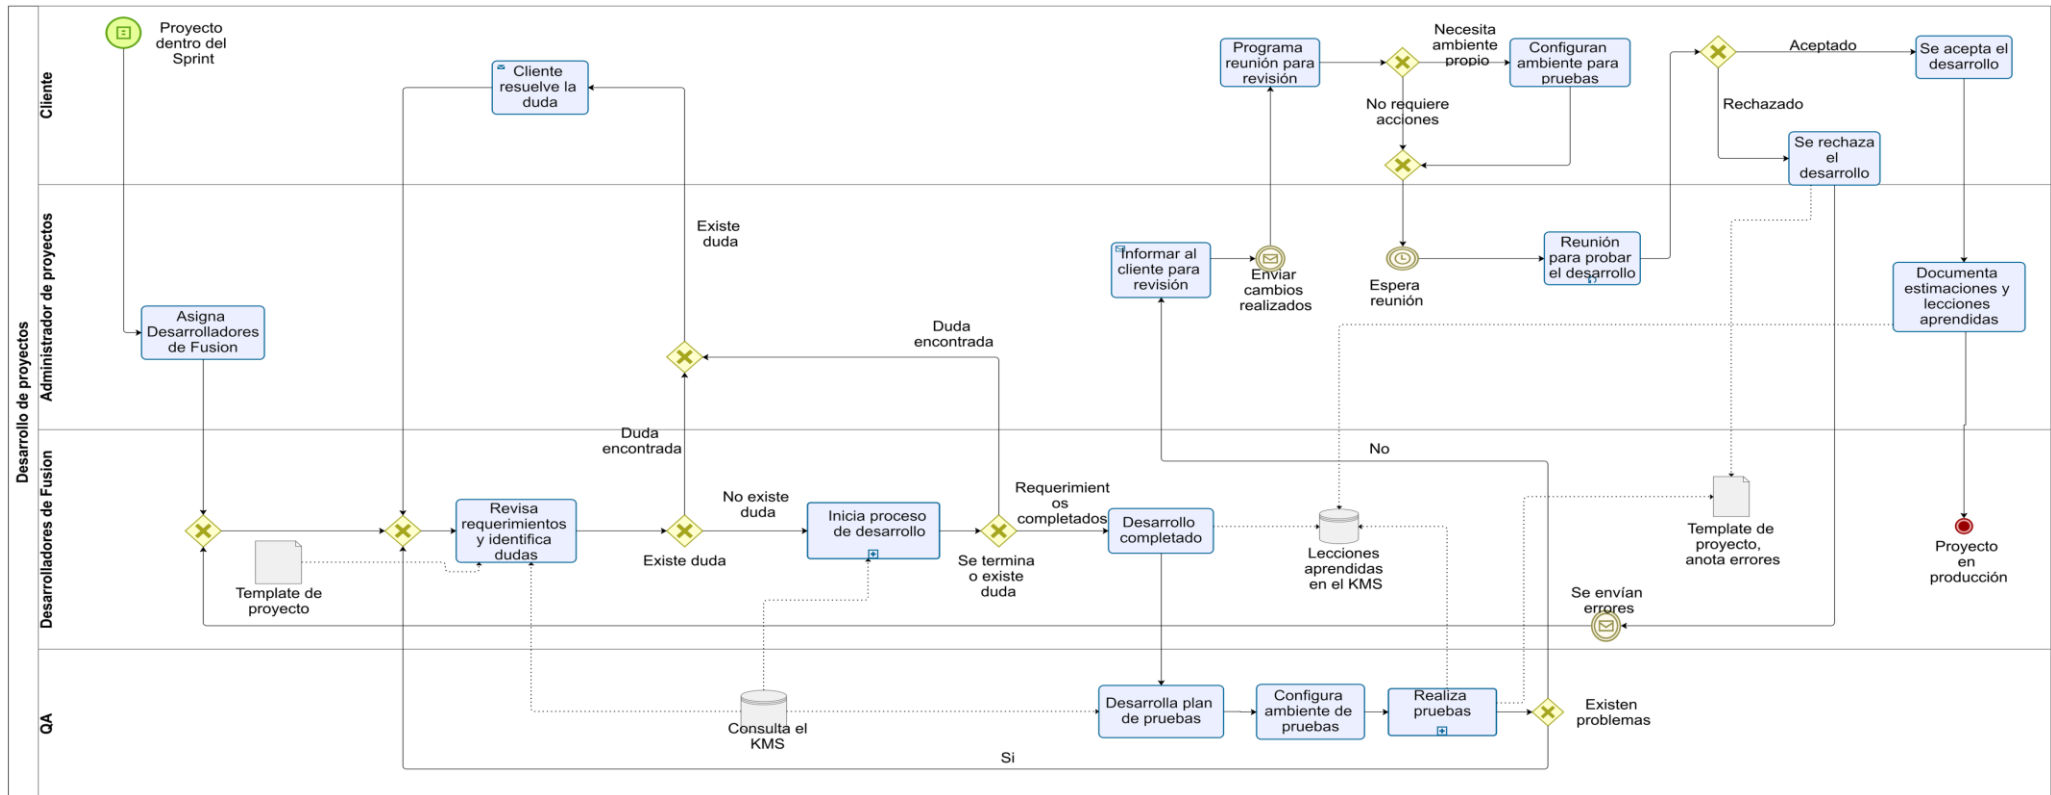 Desarrollo de proyectos
Cliente
Proyecto
dentro del
Sprint
Cliente
resuelve la
duda
Programa
reunión para
revisión
Necesita
ambiente
propio
Configuran
ambiente para
pruebas
No requiere
acciones
Aceptado
Se acepta el
desarrollo
Rechazado
Se rechaza
el
desarrollo
Administrador de proyectos
Asigna
Desarrolladores
de Fusion
Existe
duda
Duda
encontrada
Duda
encontrada
Informar al
cliente para
revisión
Enviar
cambios
realizados
Espera
reunión
Reunión
para probar
el desarrollo
Documenta
estimaciones y
lecciones
aprendidas
Desarrolladores de Fusion
Template de
proyecto
Revisa
requerimientos
y identifica
dudas
Existe duda
No existe
duda
Inicia proceso
de desarrollo
Se termina
o existe
duda
Requerimient
os
completados
Desarrollo
completado
Lecciones
aprendidas
en el KMS
No
Template de
proyecto,
anota errores
Se envían
errores
Proyecto
en
producción
QA
Consulta el
KMS
Desarrolla plan
de pruebas
Configura
ambiente de
pruebas
Realiza
pruebas
Existen
problemas
Si